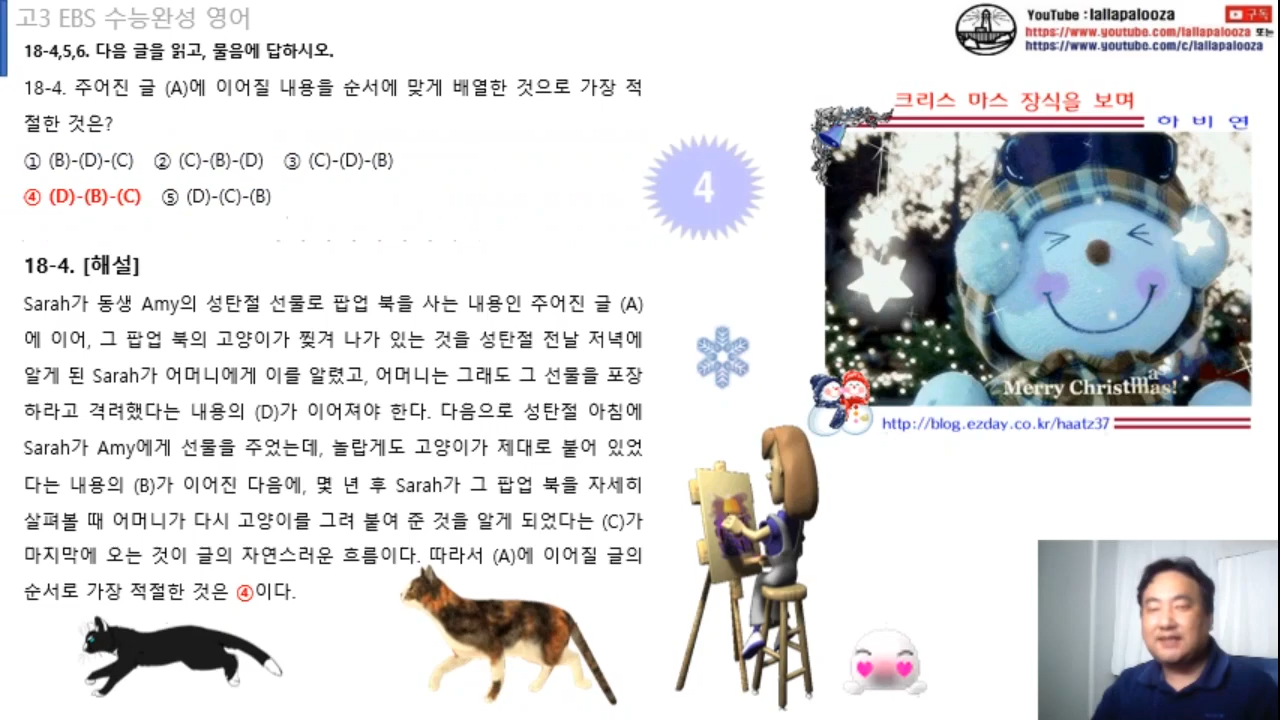 고3 EBS 수능완성 영어
18-4,5,6. 다음 글을 읽고, 물음에 답하시오.
18-4. 주어진 글 (A)에 이어질 내용을 순서에 맞게 배열한 것으로 가장 적
절한 것은?
① (B)-(D)-(C) ② (C)-(B)-(D) ③ (C)-(D)-(B)
④ (D)-(B)-(C) ⑤ (D)-(C)-(B)
18-4. [해설]
Sarah가 동생 Amy의 성탄절 선물로 팝업 북을 사는 내용인 주어진 글 (A)
에 이어, 그 팝업 북의 고양이가 찢겨 나가 있는 것을 성탄절 전날 저녁에
알게 된 Sarah가 어머니에게 이를 알렸고, 어머니는 그래도 그 선물을 포장
하라고 격려했다는 내용의 (D)가 이어져야 한다. 다음으로 성탄절 아침에
Sarah가 Amy에게 선물을 주었는데, 놀랍게도 고양이가 제대로 붙어 있었
다는 내용의 (B)가 이어진 다음에, 몇 년 후 Sarah가 그 팝업 북을 자세히
살펴볼 때 어머니가 다시 고양이를 그려 붙여 준 것을 알게 되었다는 (C)가
마지막에 오는 것이 글의 자연스러운 흐름이다. 따라서 (A)에 이어질 글의
순서로 가장 적절한 것은 ④이다.
4
YouTube : lallapalooza
구독
https://www.youtube.com/lallapalooza 또는
https://www.youtube.com/c/lallapalooza
크리스 마스 장식을 보며
하 비 연
Merry Christmas!
http://blog.ezday.co.kr/haatz37